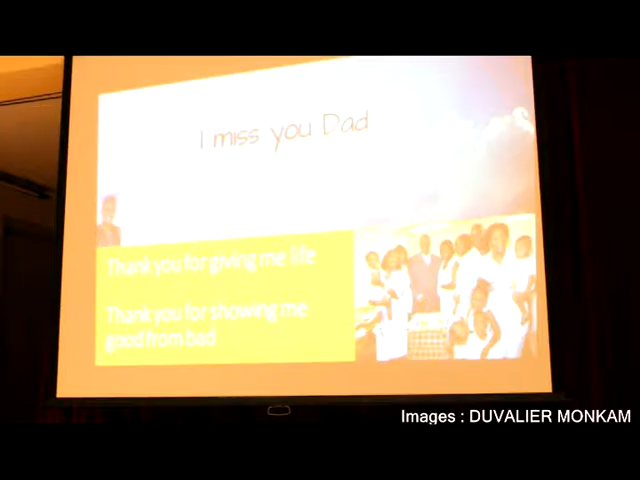 I miss you Dad
Thank you for giving me life
Thank you for showing me
good from bad
Images : DUVALIER MONKAM